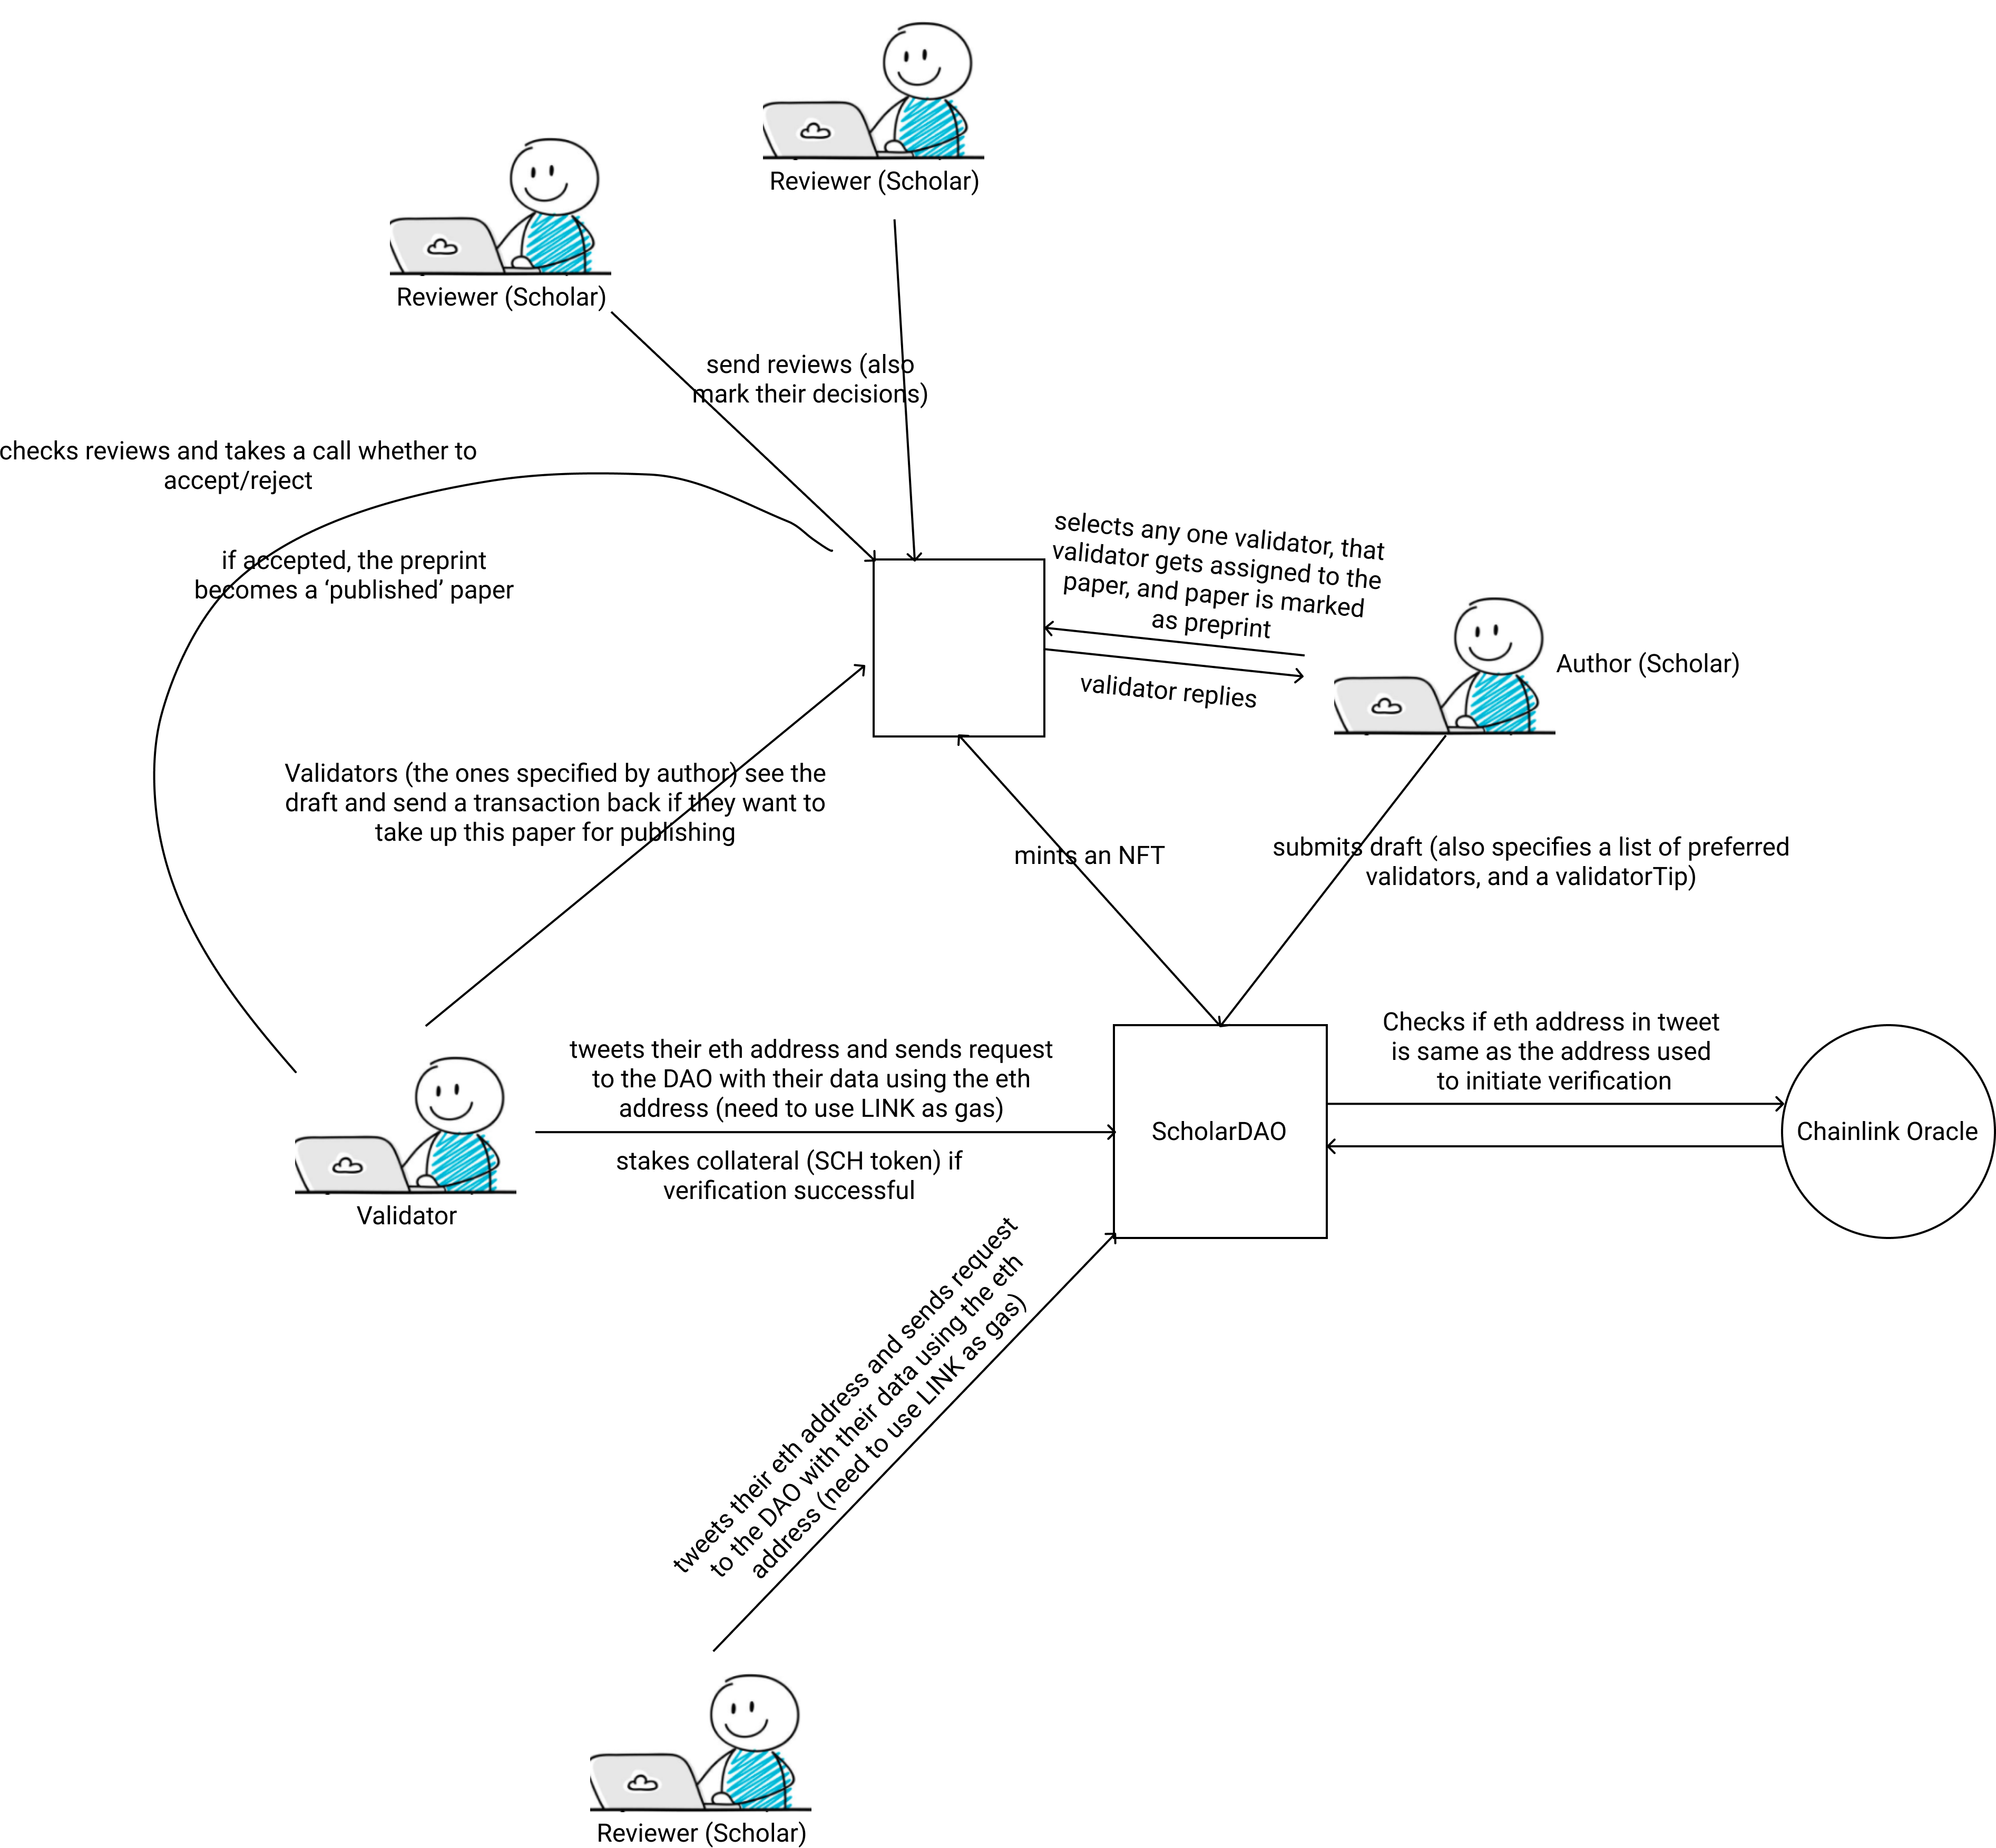 Reviewer (Scholar)
Reviewer (Scholar)
send reviews (also
mark their decisions)
checks reviews and takes a call whether to
accept/reject
if accepted, the preprint
becomes a ‘published’ paper
selects any one validator, that
validator gets assigned to the
paper, and paper is marked
as preprint
validator replies
Author (Scholar)
Validators (the ones specified by author) see the
draft and send a transaction back if they want to
take up this paper for publishing
mints an NFT
submits draft (also specifies a list of preferred
validators, and a validatorTip)
tweets their eth address and sends request
to the DAO with their data using the eth
address (need to use LINK as gas)
stakes collateral (SCH token) if
verification successful
Validator
ScholarDAO
Checks if eth address in tweet
is same as the address used
to initiate verification
Chainlink Oracle
tweets their eth address and sends request
to the DAO with their data using the eth
address (need to use LINK as gas)
Reviewer (Scholar)